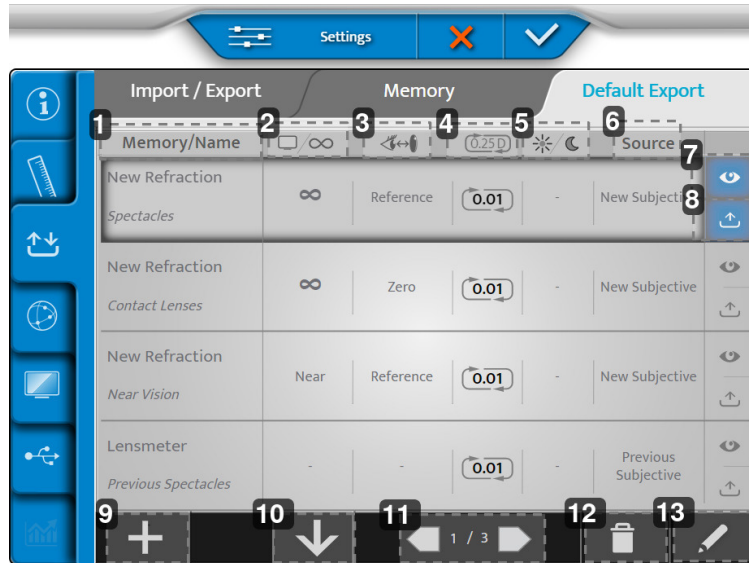 Settings
Import / Export Memory Default Export
1 2 3 4 5 6
Memory/Name ∞ 0.25 D Source
7
New Refraction
Spectacles ∞ Reference 0.01 - New Subjecti
8
New Refraction
Contact Lenses ∞ Zero 0.01 - New Subjective
New Refraction
Near Vision Near Reference 0.01 - New Subjective
Lensmeter
Previous Spectacles - - 0.01 - Previous
Subjective
9 10 11 12 13
1 / 3